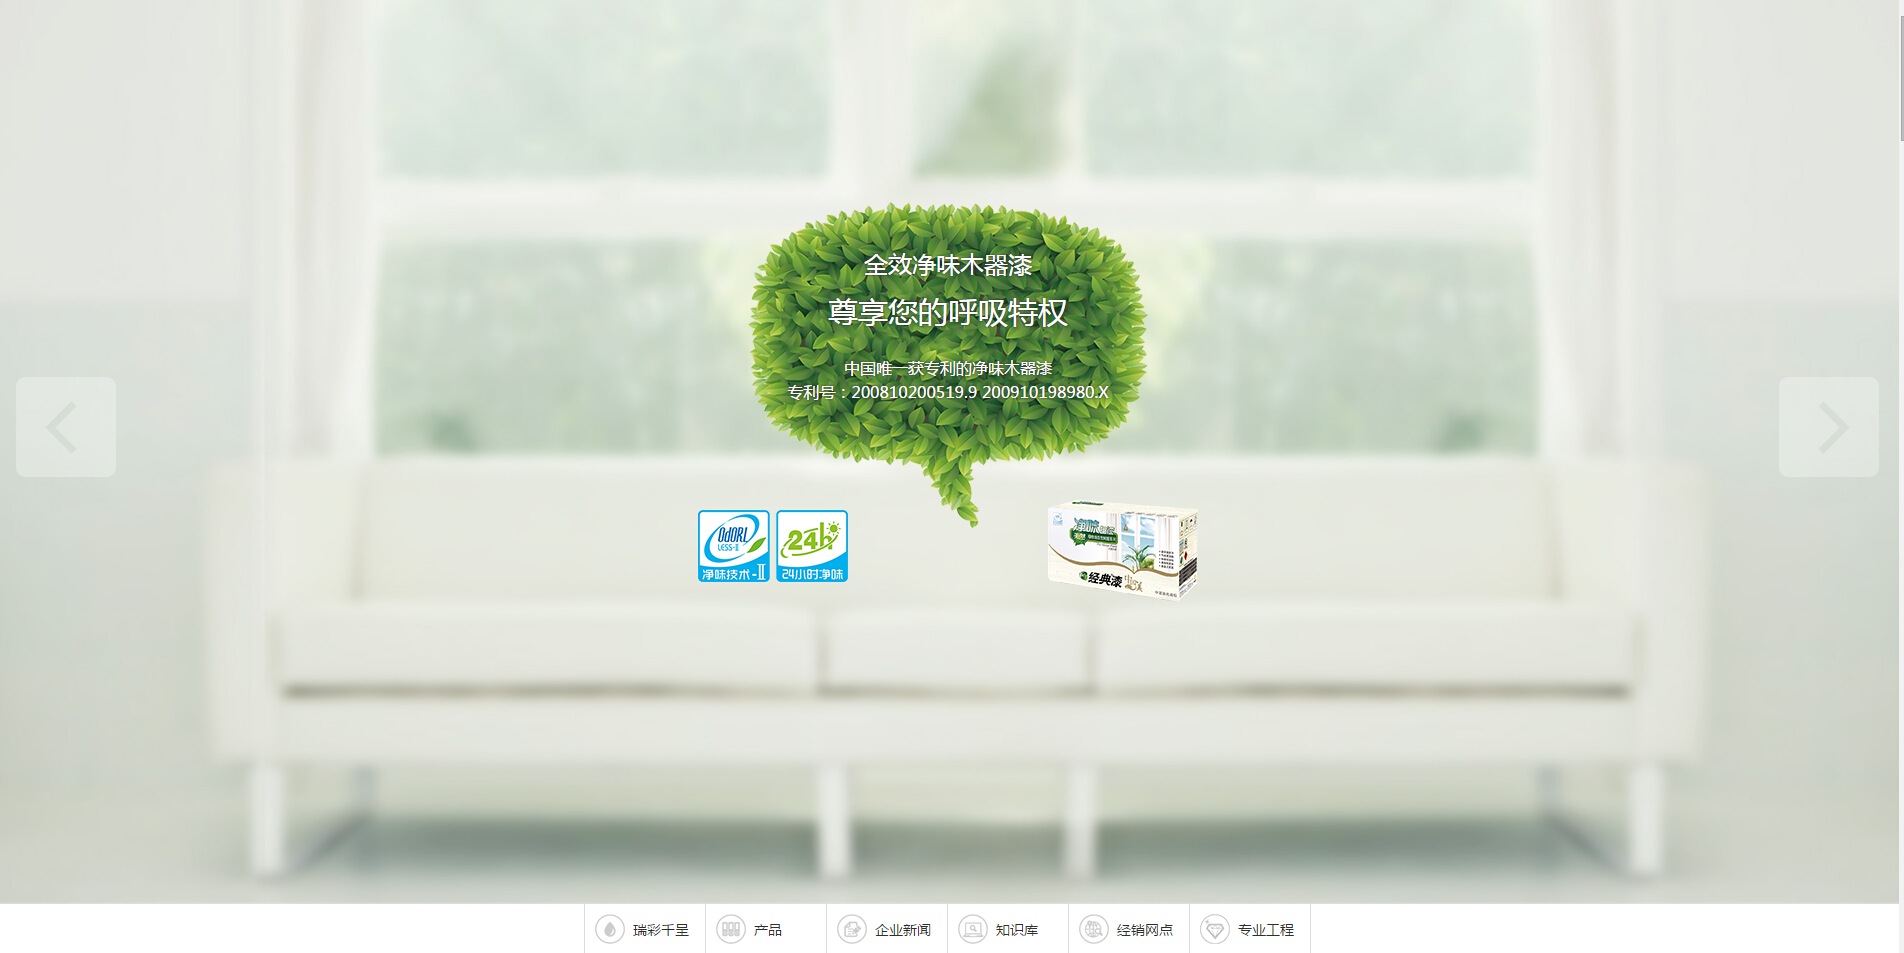 全效净味木器漆
尊享您的呼吸特权
中国唯一获专利的净味木器漆
专利号：200810200519.9 200910198980.X
OdORL
LESS-II
净味技术-II
24h
24小时净味
净味
经典漆
瑞彩千呈
产品
企业新闻
知识库
经销网点
专业工程